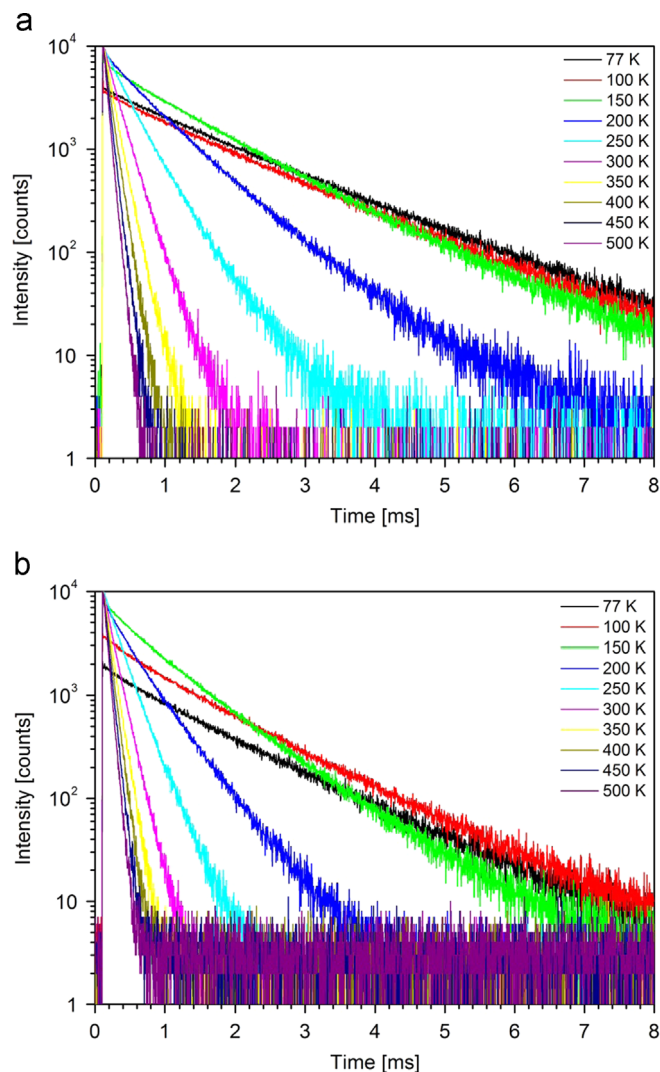 a
10⁴
10³
10²
10
1
Intensity [counts]
77 K
100 K
150 K
200 K
250 K
300 K
350 K
400 K
450 K
500 K
0 1 2 3 4 5 6 7 8
Time [ms]
b
10⁴
10³
10²
10
1
Intensity [counts]
77 K
100 K
150 K
200 K
250 K
300 K
350 K
400 K
450 K
500 K
0 1 2 3 4 5 6 7 8
Time [ms]